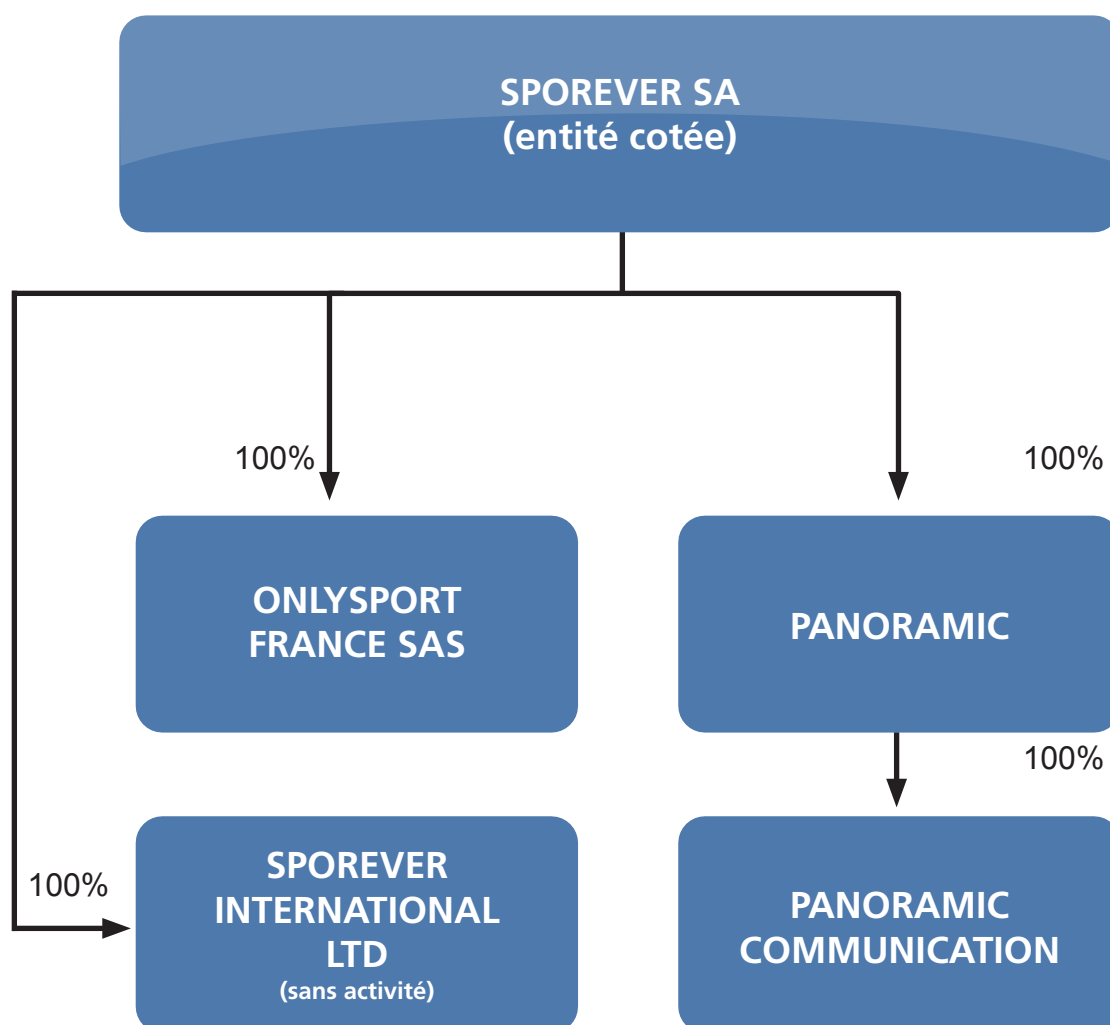 SPOREVER SA
(entité cotée)
100%
100%
ONLYSPORT
FRANCE SAS
PANORAMIC
100%
100%
SPOREVER
INTERNATIONAL
LTD
(sans activité)
PANORAMIC
COMMUNICATION